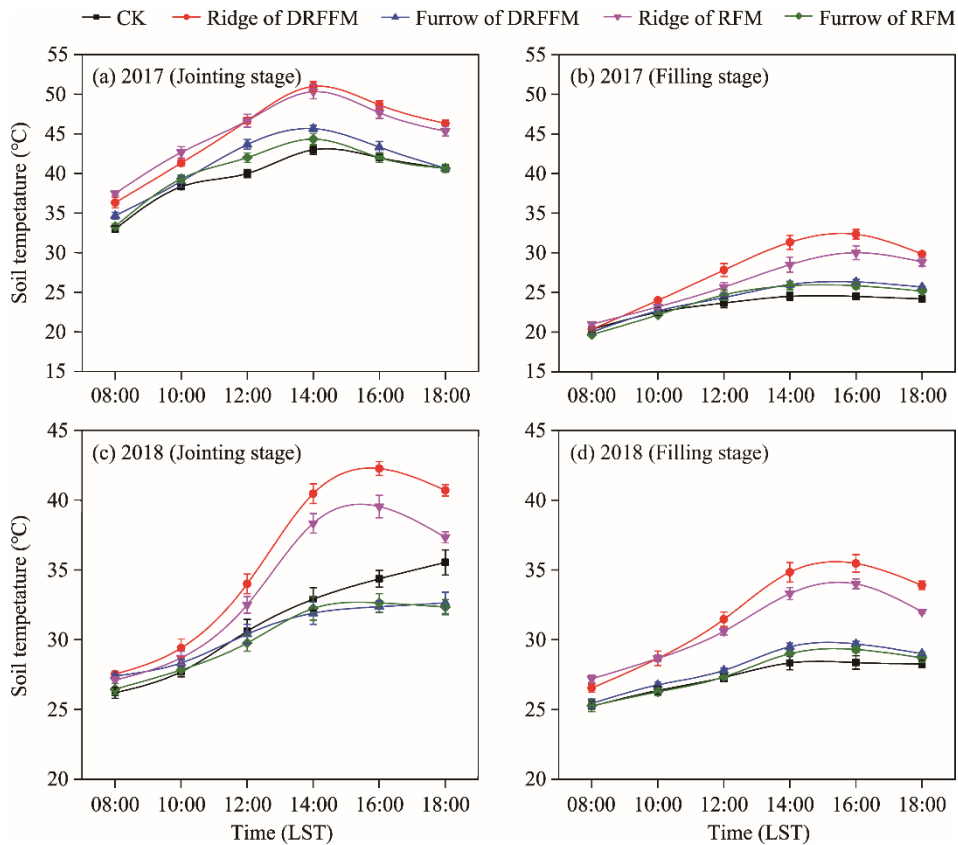 CK Ridge of DRFFM Furrow of DRFFM Ridge of RFM Furrow of RFM
(a) 2017 (Jointing stage)
55
50
45
40
35
30
25
20
15
Soil tempetature (°C)
08:00 10:00 12:00 14:00 16:00 18:00
(b) 2017 (Filling stage)
55
50
45
40
35
30
25
20
15
08:00 10:00 12:00 14:00 16:00 18:00
(c) 2018 (Jointing stage)
45
40
35
30
25
20
Soil tempetature (°C)
08:00 10:00 12:00 14:00 16:00 18:00
Time (LST)
(d) 2018 (Filling stage)
45
40
35
30
25
20
08:00 10:00 12:00 14:00 16:00 18:00
Time (LST)